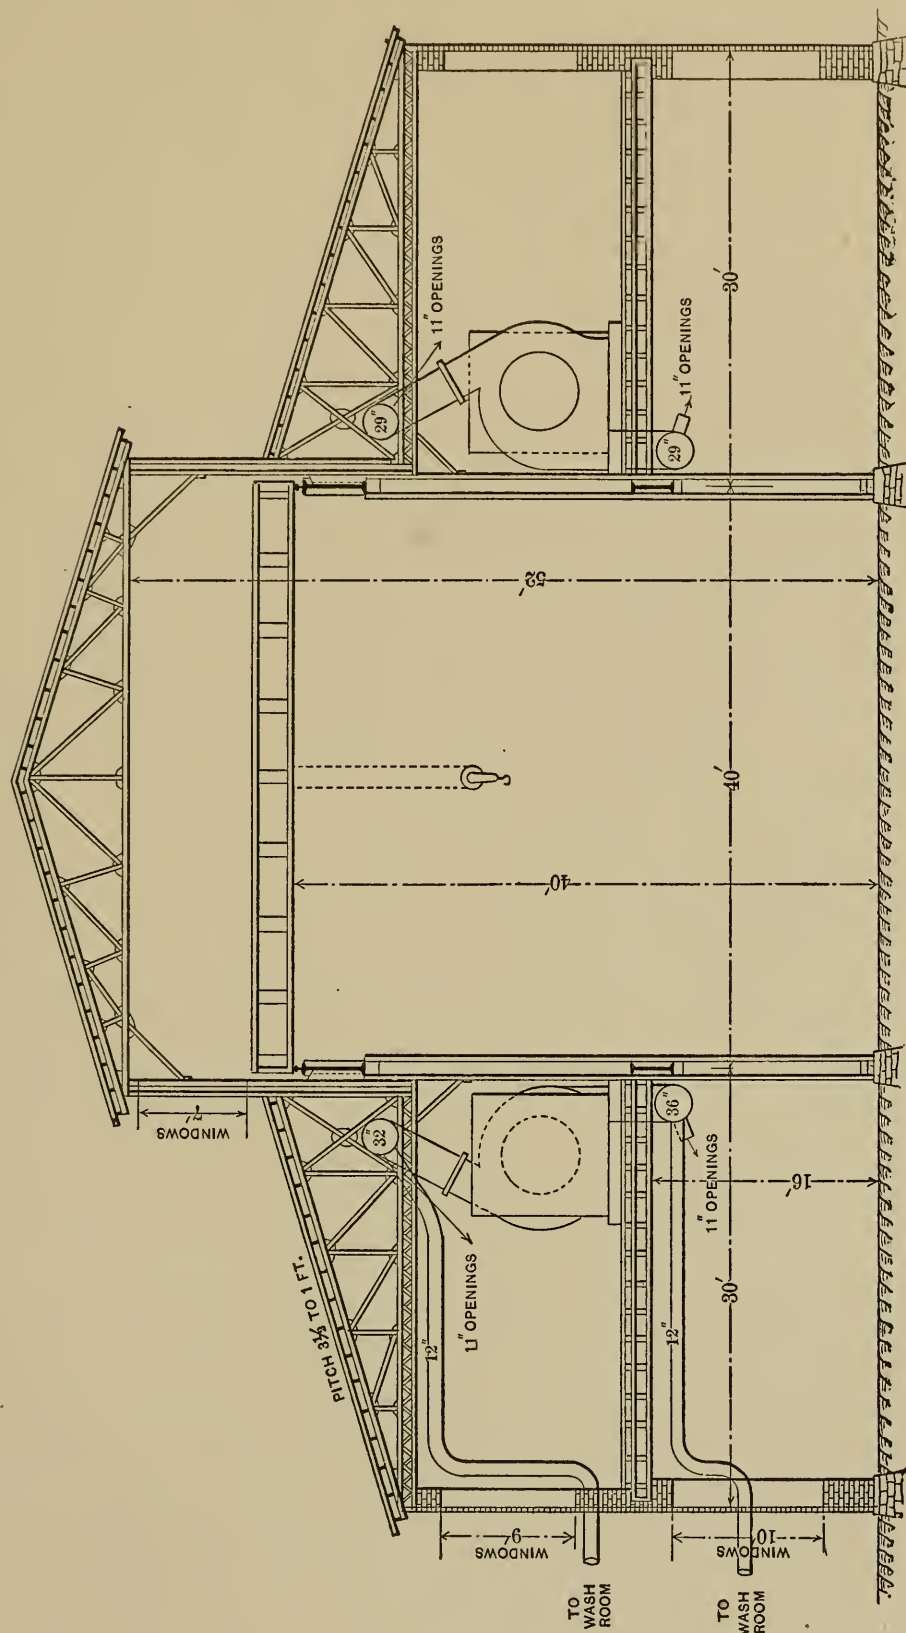 WINDOWS
7'
PITCH 3½ TO 1 FT.
32"
12"
11" OPENINGS
29"
11" OPENINGS
WINDOWS
9'
TO
WASH
ROOM
36"
12"
11" OPENINGS
29"
11" OPENINGS
52'
40'
16'
30'
40'
30'
WINDOWS
10'
TO
WASH
ROOM